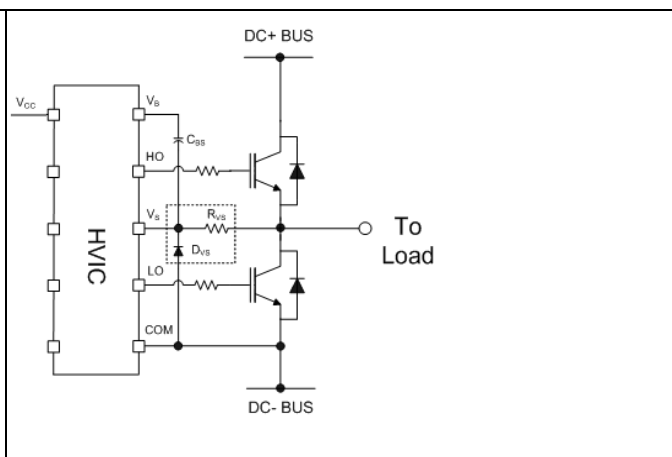 DC+ BUS
VCC
VB
CBS
HO
VS
RVS
To
Load
HVIC
DVS
LO
COM
DC- BUS